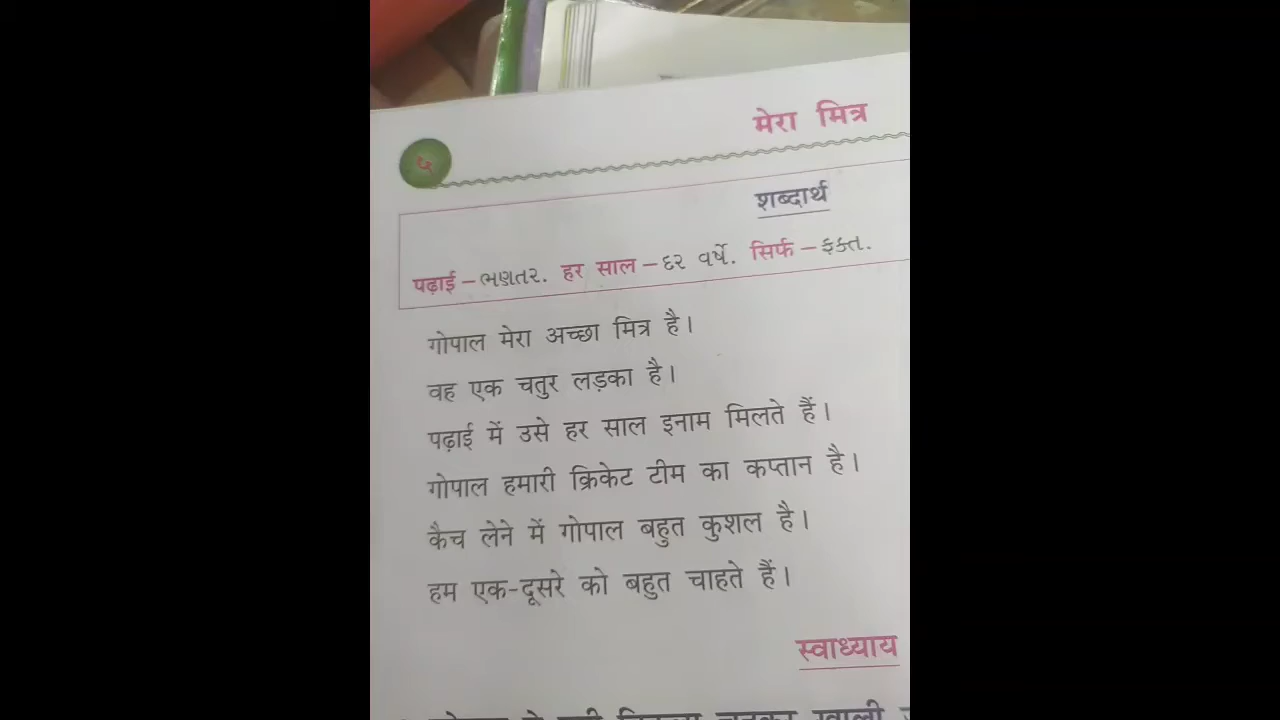 मेरा मित्र
५
शब्दार्थ
पढ़ाई – ભણતર. हर साल – દર વર્ષે. सिर्फ – ફક્ત.
गोपाल मेरा अच्छा मित्र है।
वह एक चतुर लड़का है।
पढ़ाई में उसे हर साल इनाम मिलते हैं।
गोपाल हमारी क्रिकेट टीम का कप्तान है।
कैच लेने में गोपाल बहुत कुशल है।
हम एक-दूसरे को बहुत चाहते हैं।
स्वाध्याय